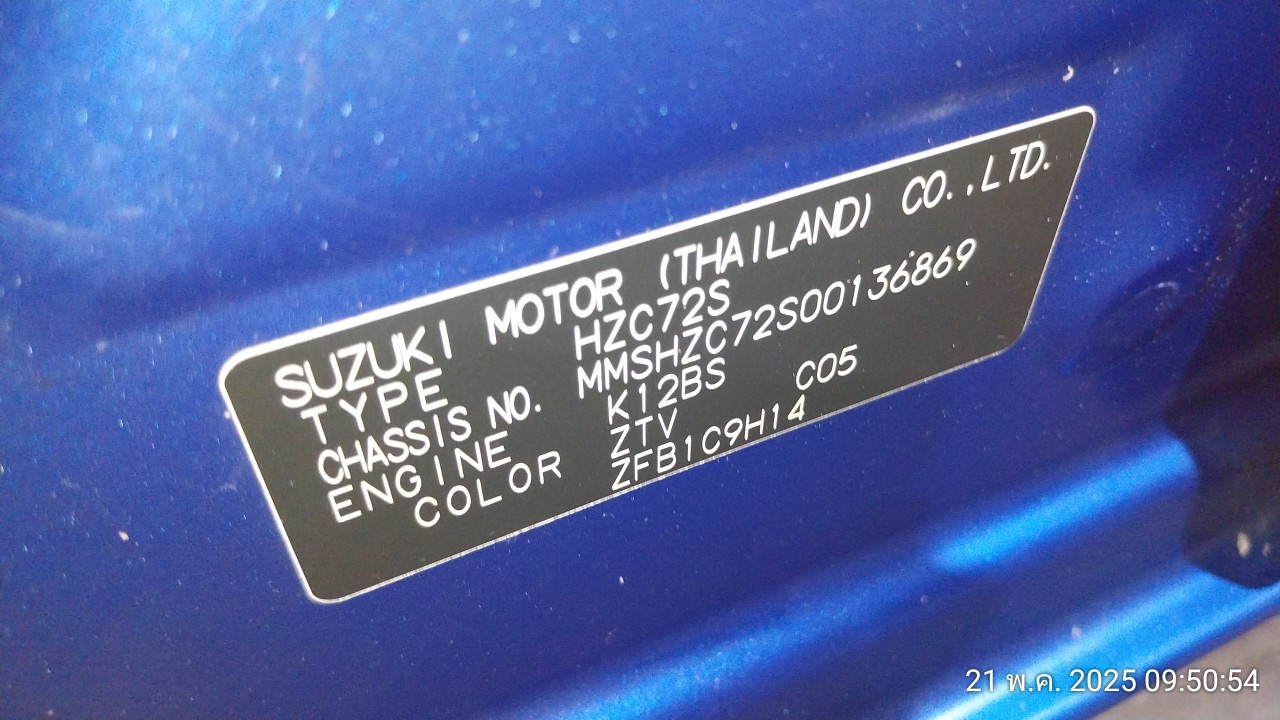 SUZUKI MOTOR (THAILAND) CO.,LTD.
TYPE HZC72S
CHASSIS NO. MMSHZC72S00136869
ENGINE K12BS
COLOR ZTV C05
ZFB1C9H14
21 พ.ค. 2025 09:50:54